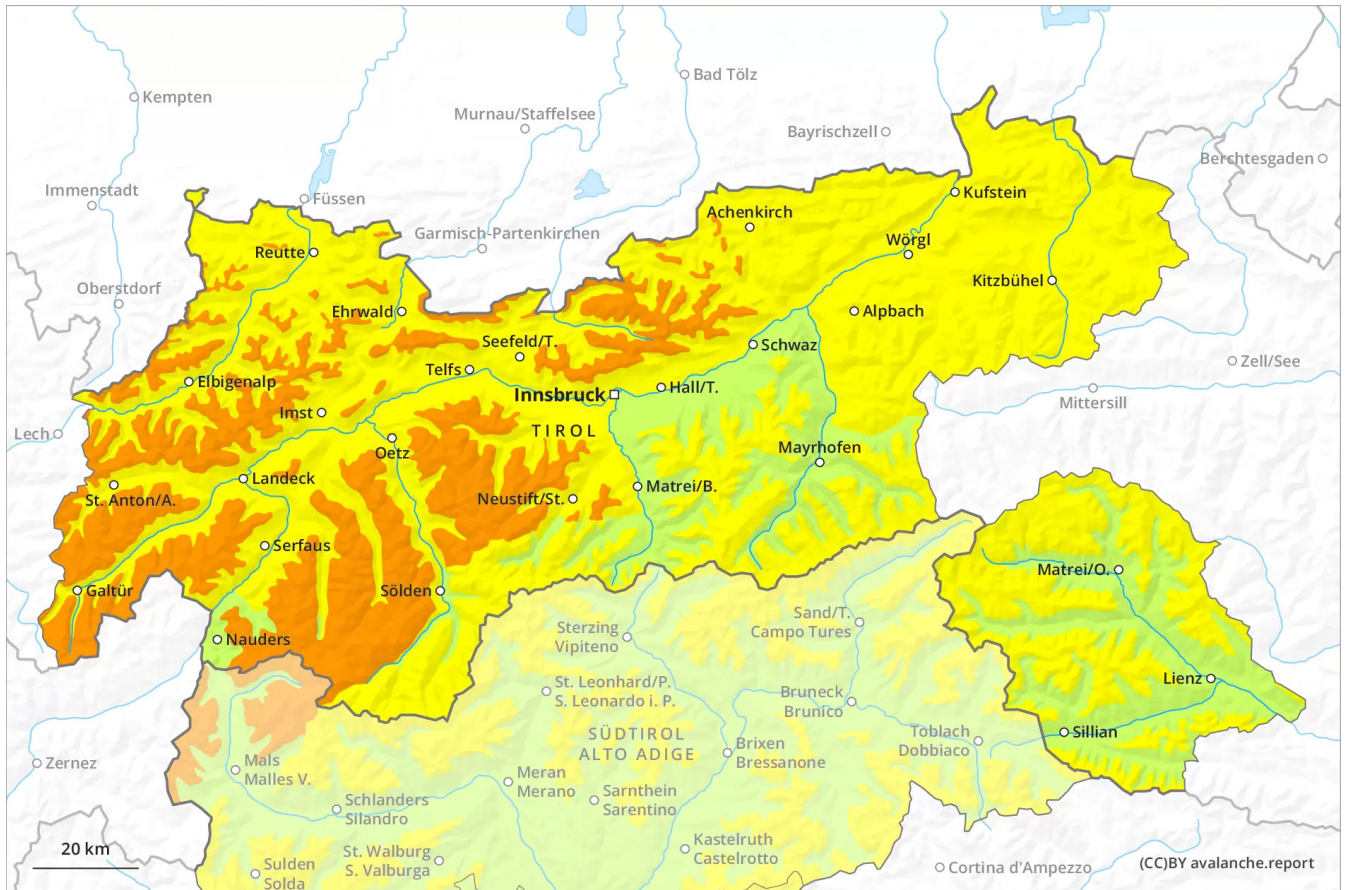 Kempten
Bad Tölz
Murnau/Staffelsee
Bayrischzell
Berchtesgaden
Immenstadt
Füssen
Kufstein
Achenkirch
Garmisch-Partenkirchen
Reutte
Wörgl
Oberstdorf
Kitzbühel
Ehrwald
Alpbach
Seefeld/T.
Schwaz
Zell/See
Telfs
Elbigenalp
Hall/T.
Innsbruck
Mittersill
Imst
Lech
TIROL
Oetz
Mayrhofen
Landeck
St. Anton/A.
Neustift/St.
Matrei/B.
Serfaus
Matrei/O.
Galtür
Sölden
Sand/T.
Campo Tures
Sterzing
Vipiteno
Nauders
Lienz
St. Leonhard/P.
S. Leonardo i. P.
Bruneck
Brunico
SÜDTIROL
ALTO ADIGE
Toblach
Dobbiaco
Sillian
Brixen
Bressanone
Zernez
Mals
Malles V.
Meran
Merano
Sarnthein
Sarentino
Schlanders
Silandro
Kastelruth
Castelrotto
20 km
St. Walburg
S. Valburga
Sulden
Solda
Cortina d'Ampezzo
(CC)BY avalanche.report